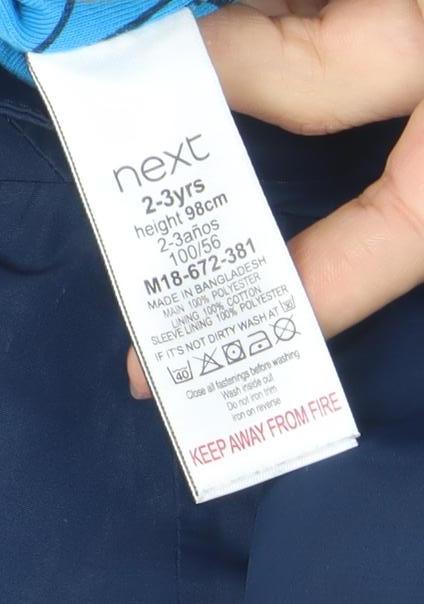 next
2-3yrs
height 98cm
2-3años
100/56
M18-672-381
MADE IN BANGLADESH
MAIN 100% POLYESTER
LINING 100% COTTON
SLEEVE LINING 100% POLYESTER
IF IT'S NOT DIRTY WASH AT 30
40
Close all fastenings before washing
Wash inside out
Do not iron trim
Iron on reverse
KEEP AWAY FROM FIRE